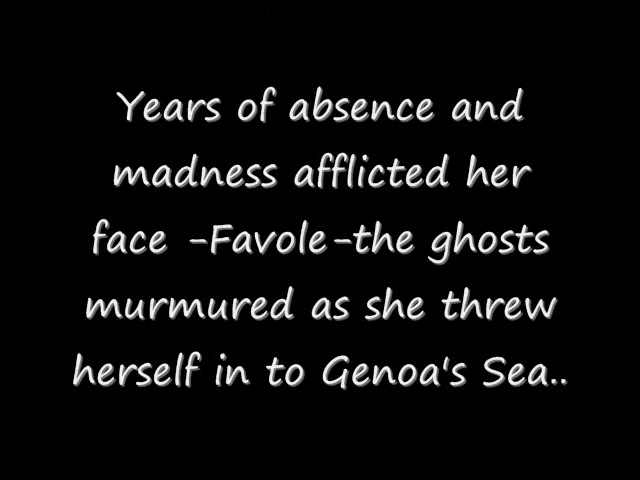 Years of absence and
madness afflicted her
face -Favole-the ghosts
murmured as she threw
herself in to Genoa's Sea..